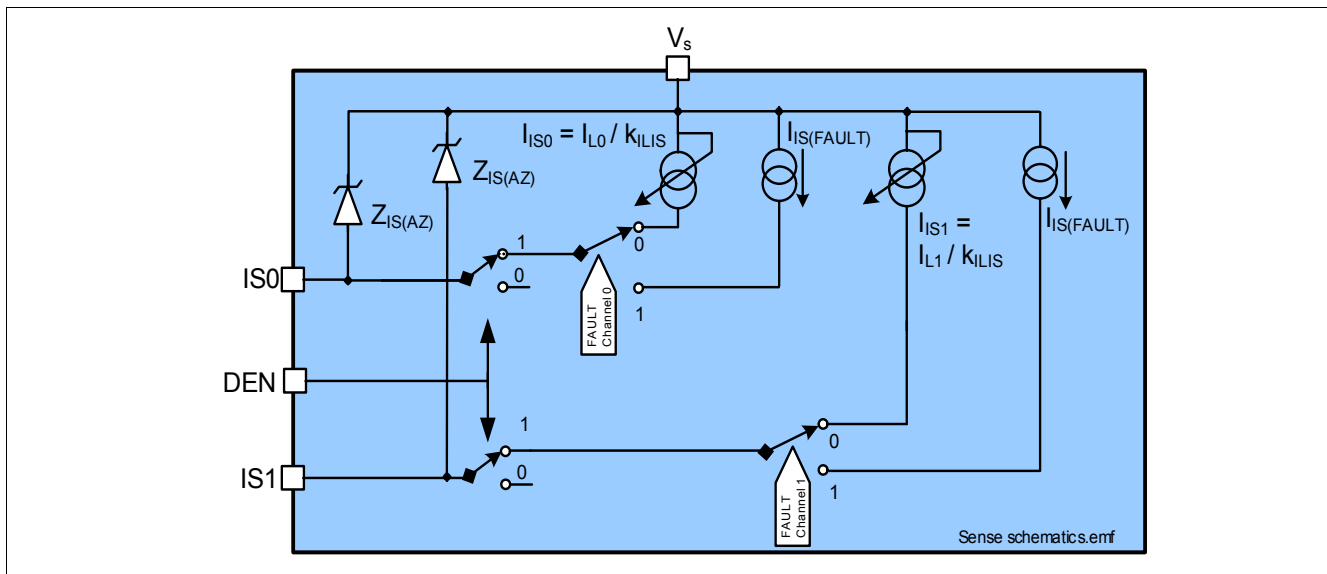 Vs
IIS0 = IL0 / kILIS
IIS(FAULT)
ZIS(AZ)
ZIS(AZ)
IIS1 =
IL1 / kILIS
IIS(FAULT)
1
0
0
1
IS0
FAULT
Channel 0
DEN
1
0
0
1
IS1
FAULT
Channel 1
Sense schematics.emf